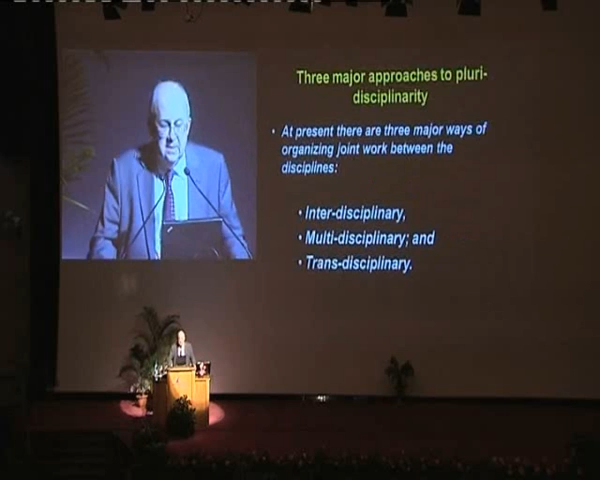 Three major approaches to pluri-
disciplinarity
• At present there are three major ways of
organizing joint work between the
disciplines:
• Inter-disciplinary,
• Multi-disciplinary; and
• Trans-disciplinary.